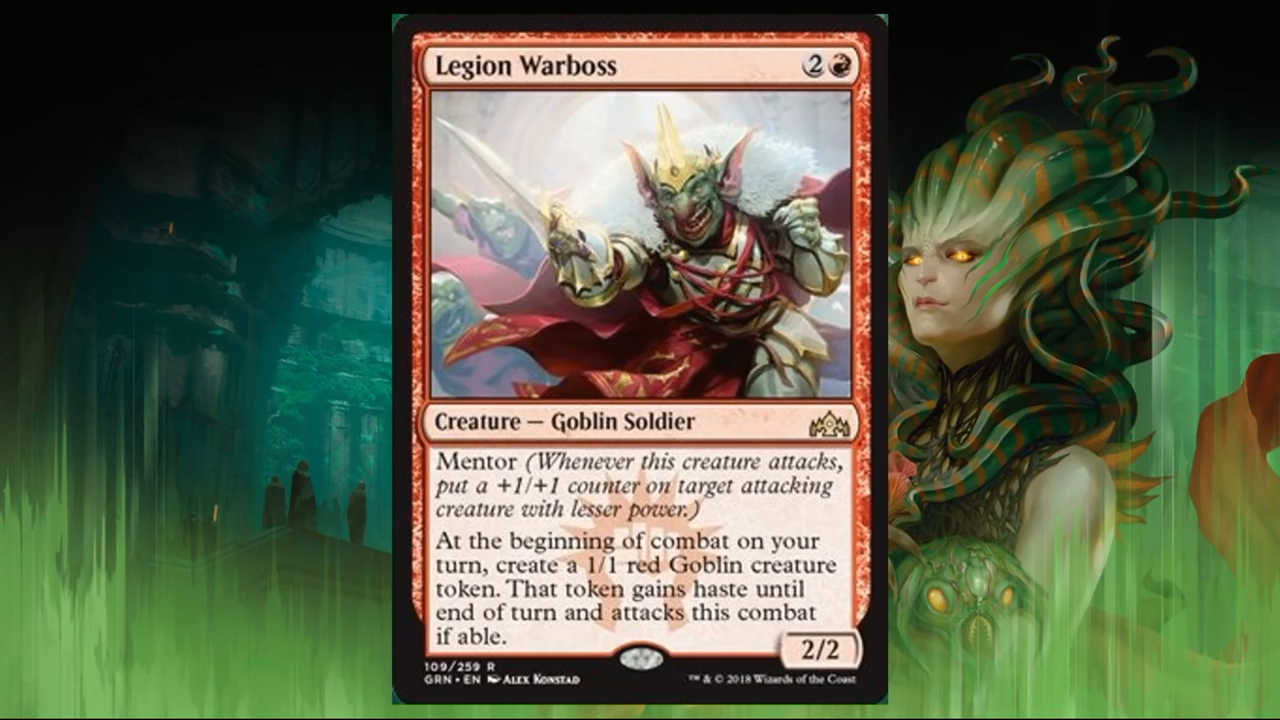 Legion Warboss 2
Creature — Goblin Soldier
Mentor (Whenever this creature attacks,
put a +1/+1 counter on target attacking
creature with lesser power.)
At the beginning of combat on your
turn, create a 1/1 red Goblin creature
token. That token gains haste until
end of turn and attacks this combat
if able.
2/2
109/259 R
GRN • EN ALEX KONSTAD
™ & © 2018 Wizards of the Coast